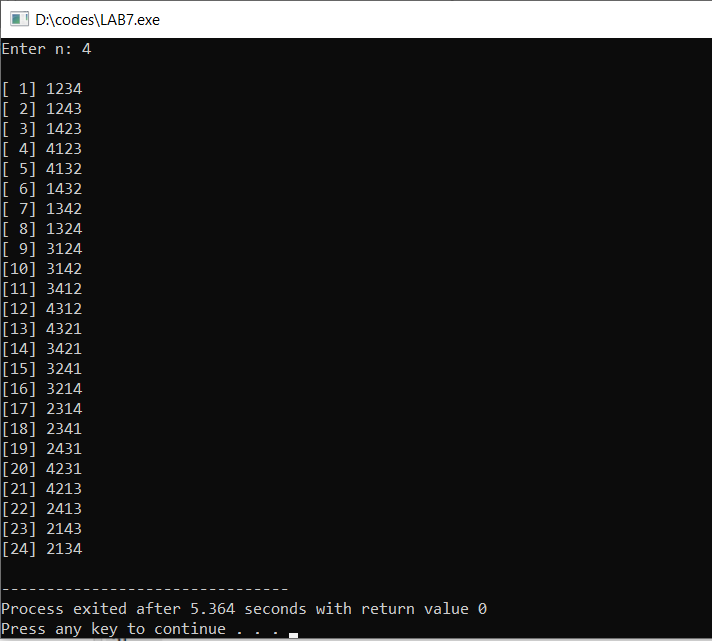 D:\codes\LAB7.exe
Enter n: 4
[ 1] 1234
[ 2] 1243
[ 3] 1423
[ 4] 4123
[ 5] 4132
[ 6] 1432
[ 7] 1342
[ 8] 1324
[ 9] 3124
[10] 3142
[11] 3412
[12] 4312
[13] 4321
[14] 3421
[15] 3241
[16] 3214
[17] 2314
[18] 2341
[19] 2431
[20] 4231
[21] 4213
[22] 2413
[23] 2143
[24] 2134
--------------------------------
Process exited after 5.364 seconds with return value 0
Press any key to continue . . .